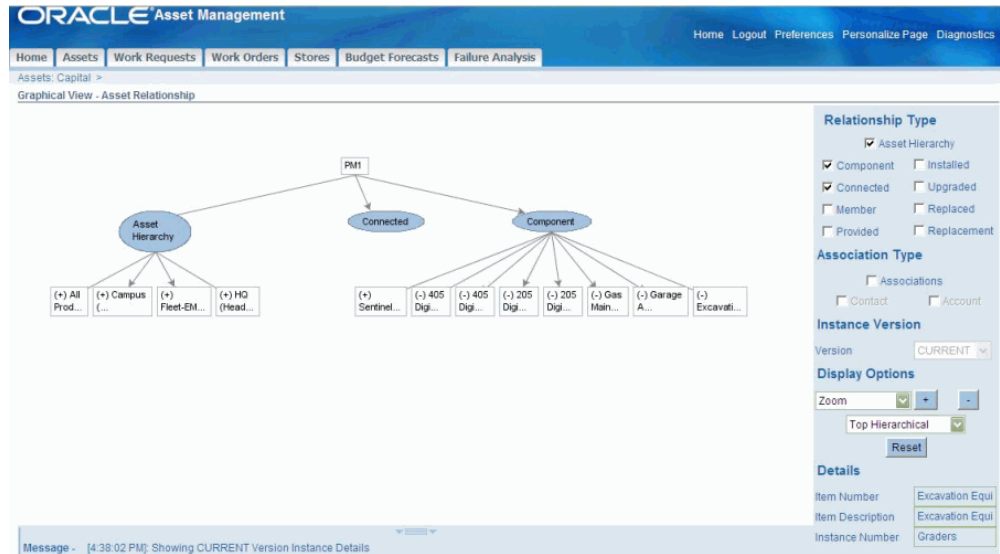 ORACLE Asset Management
Home Logout Preferences Personalize Page Diagnostics
Home Assets Work Requests Work Orders Stores Budget Forecasts Failure Analysis
Assets: Capital >
Graphical View - Asset Relationship
PM1
Asset
Hierarchy
Connected
Component
(+) All
Prod...
(+) Campus
(...
(+)
Fleet-EM...
(+) HQ
(Head...
(+)
Sentinel...
(-) 405
Digi...
(-) 405
Digi...
(-) 205
Digi...
(-) 205
Digi...
(-) Gas
Main...
(-) Garage
A...
(-)
Excavati...
Relationship Type
Asset Hierarchy
Component Installed
Connected Upgraded
Member Replaced
Provided Replacement
Association Type
Associations
Contact Account
Instance Version
Version CURRENT
Display Options
Zoom + -
Top Hierarchical
Reset
Details
Item Number Excavation Equi
Item Description Excavation Equi
Instance Number Graders
Message - [4:38:02 PM]: Showing CURRENT Version Instance Details